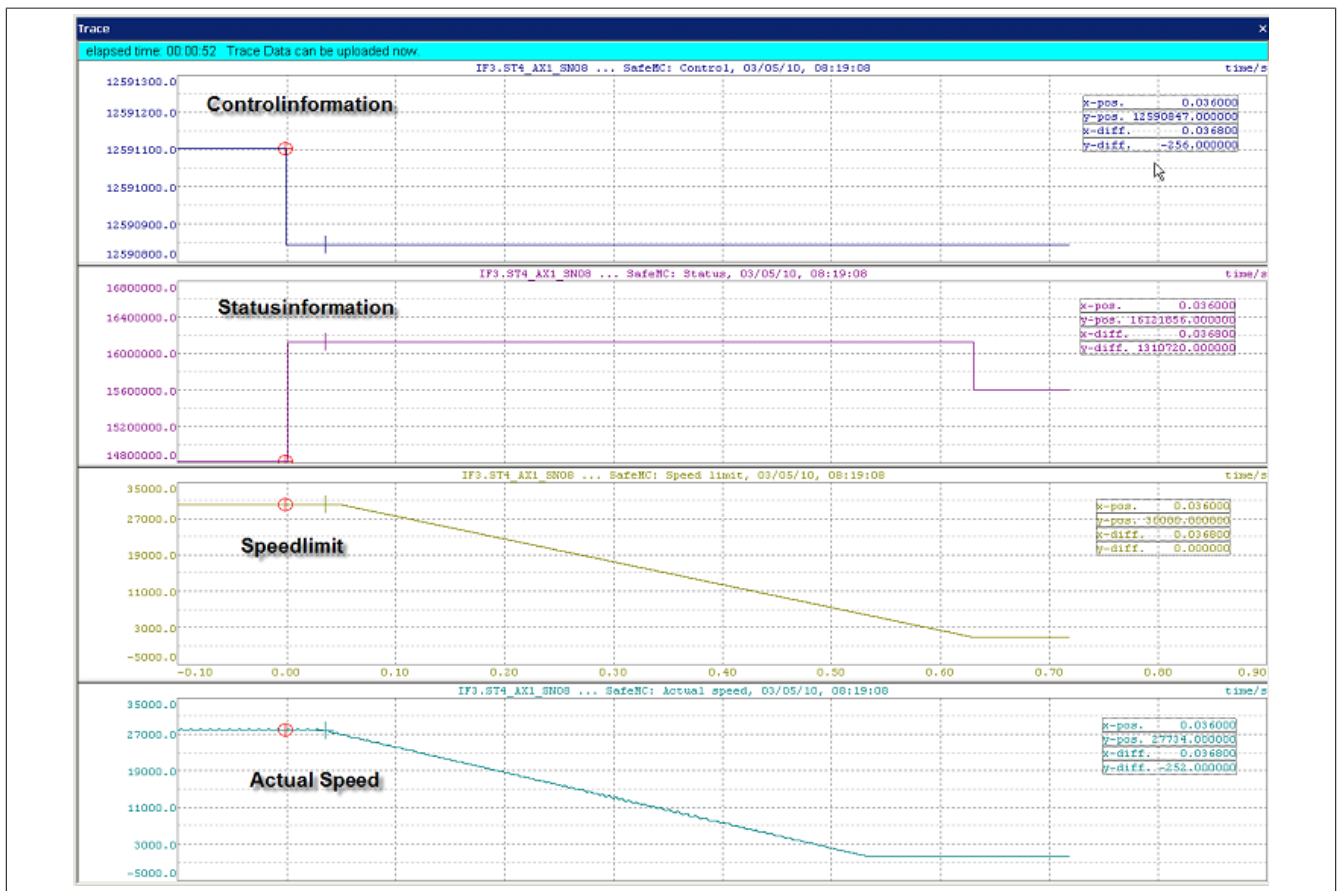 Trace
elapsed time: 00:00:52 Trace Data can be uploaded now.
IF3.ST4_AX1_SN08 ... SafeMC: Control, 03/05/10, 08:19:08 time/s
12591300.0
Controlinformation
12591200.0
12591100.0
12591000.0
12590900.0
12590800.0
x-pos. 0.036000
y-pos. 12590847.000000
x-diff. 0.036800
y-diff. -256.000000
IF3.ST4_AX1_SN08 ... SafeMC: Status, 03/05/10, 08:19:08 time/s
16800000.0
Statusinformation
16400000.0
16000000.0
15600000.0
15200000.0
14800000.0
x-pos. 0.036000
y-pos. 16121856.000000
x-diff. 0.036800
y-diff. 1310720.000000
IF3.ST4_AX1_SN08 ... SafeMC: Speed limit, 03/05/10, 08:19:08 time/s
35000.0
27000.0
Speedlimit
19000.0
11000.0
3000.0
-5000.0
x-pos. 0.036000
y-pos. 30000.000000
x-diff. 0.036800
y-diff. 0.000000
-0.10 0.00 0.10 0.20 0.30 0.40 0.50 0.60 0.70 0.80 0.90
IF3.ST4_AX1_SN08 ... SafeMC: Actual speed, 03/05/10, 08:19:08 time/s
35000.0
27000.0
19000.0
Actual Speed
11000.0
3000.0
-5000.0
x-pos. 0.036000
y-pos. 27734.000000
x-diff. 0.036800
y-diff. -252.000000